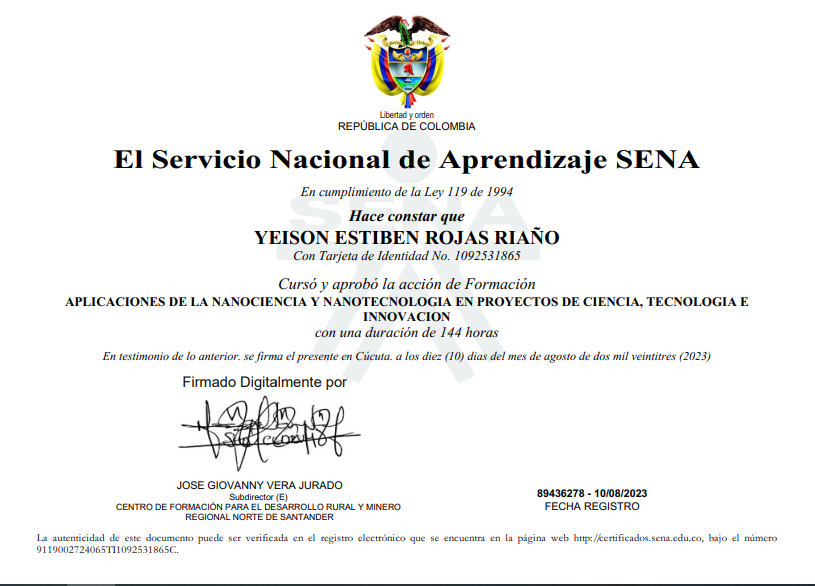 Libertad y orden
REPÚBLICA DE COLOMBIA
El Servicio Nacional de Aprendizaje SENA
En cumplimiento de la Ley 119 de 1994
SENA
Hace constar que
YEISON ESTIBEN ROJAS RIAÑO
Con Tarjeta de Identidad No. 1092531865
Cursó y aprobó la acción de Formación
APLICACIONES DE LA NANOCIENCIA Y NANOTECNOLOGIA EN PROYECTOS DE CIENCIA, TECNOLOGIA E
INNOVACION
con una duración de 144 horas
En testimonio de lo anterior. se firma el presente en Cúcuta. a los diez (10) dias del mes de agosto de dos mil veintitres (2023)
Firmado Digitalmente por
JOSE GIOVANNY VERA JURADO
Subdirector (E)
CENTRO DE FORMACIÓN PARA EL DESARROLLO RURAL Y MINERO
REGIONAL NORTE DE SANTANDER
89436278 - 10/08/2023
FECHA REGISTRO
La autenticidad de este documento puede ser verificada en el registro electrónico que se encuentra en la página web http://certificados.sena.edu.co, bajo el número
9119002724065TI1092531865C.